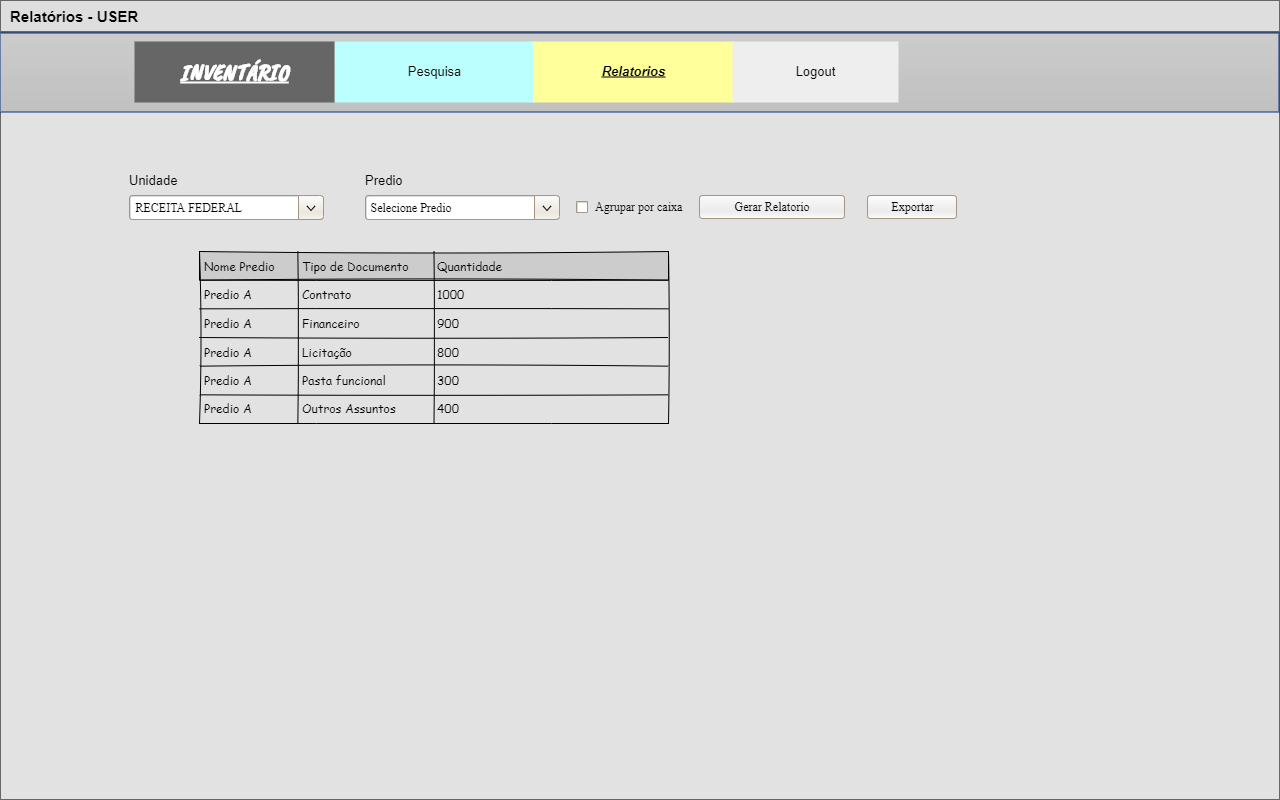 Relatórios - USER
INVENTÁRIO Pesquisa Relatorios Logout
Unidade Predio
RECEITA FEDERAL Selecione Predio Agrupar por caixa Gerar Relatorio Exportar
Nome Predio Tipo de Documento Quantidade
Predio A Contrato 1000
Predio A Financeiro 900
Predio A Licitação 800
Predio A Pasta funcional 300
Predio A Outros Assuntos 400